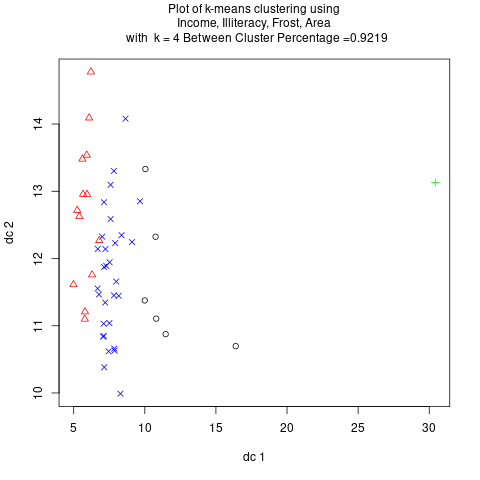 Plot of k-means clustering using
Income, Illiteracy, Frost, Area
with k = 4 Between Cluster Percentage =0.9219
14
13
12
11
10
dc 2
5 10 15 20 25 30
dc 1